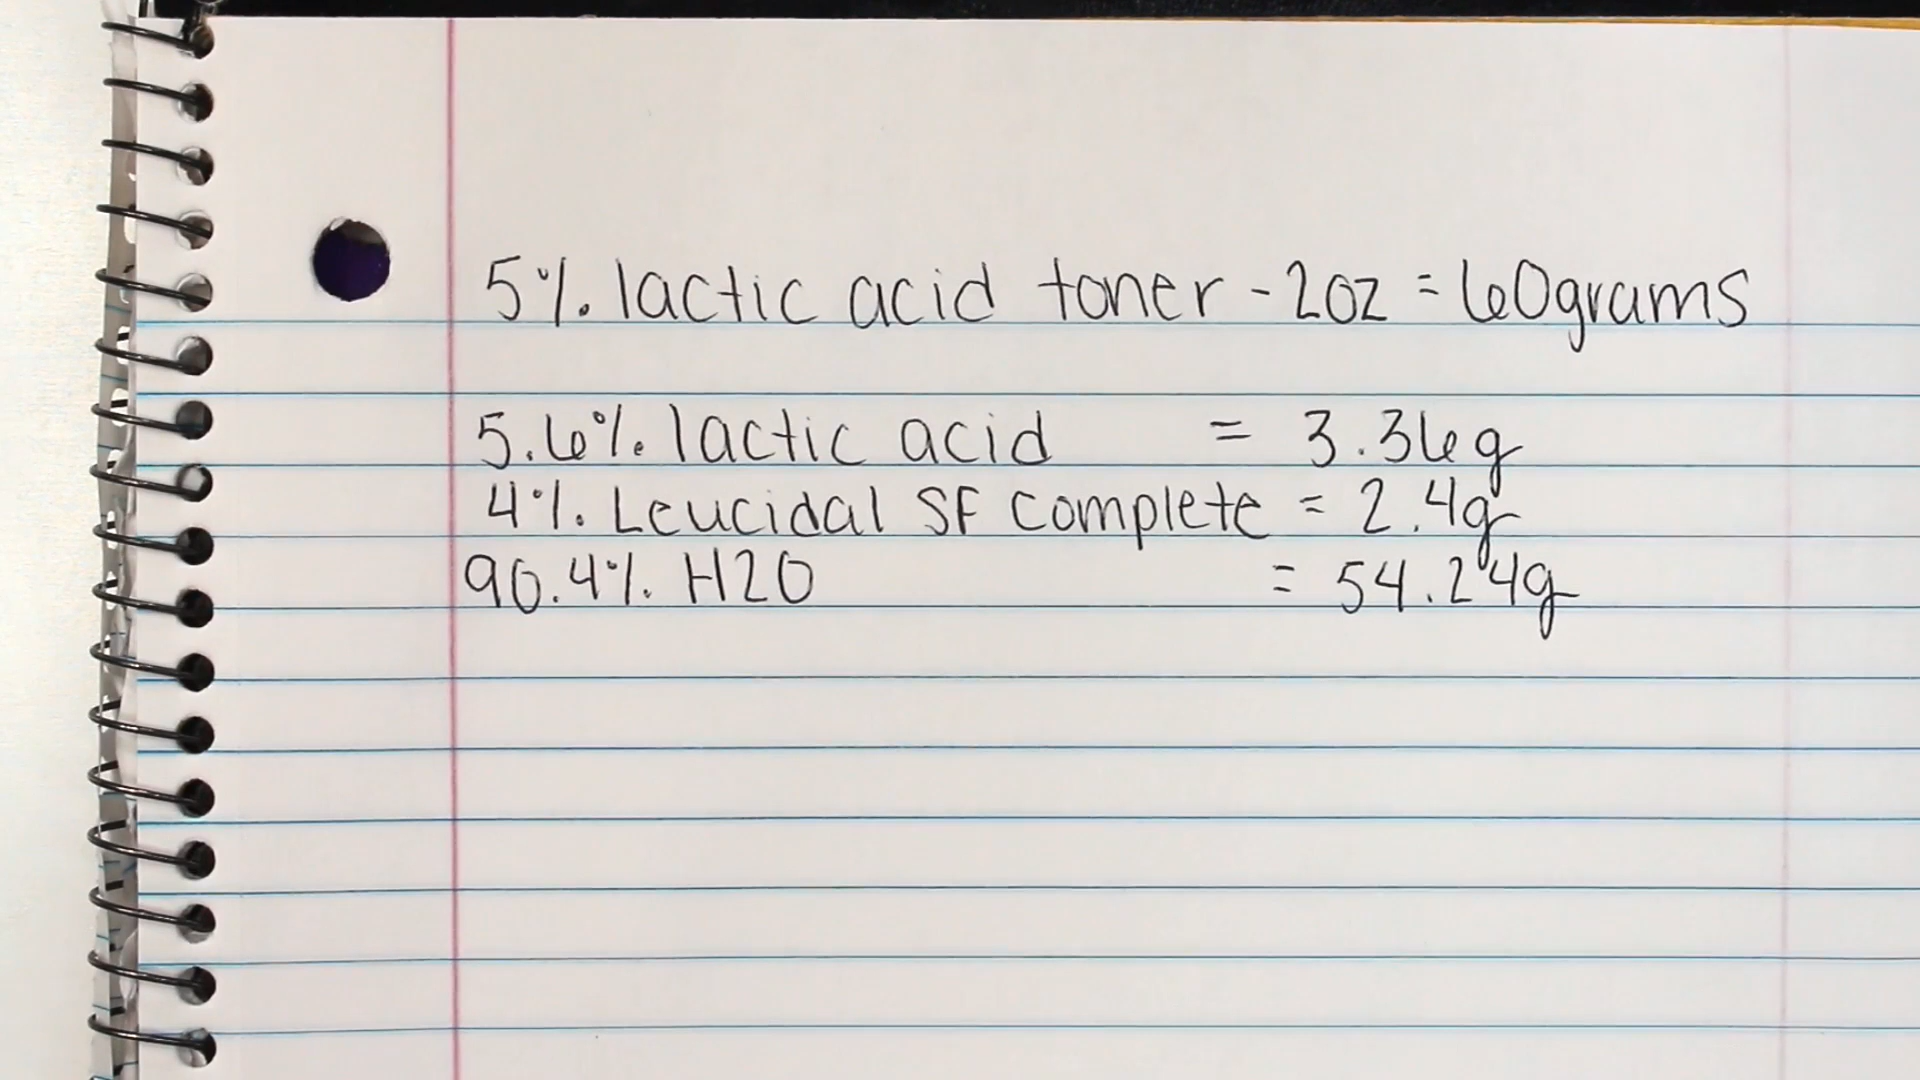 5% lactic acid toner - 2oz = 60grams
5.6% lactic acid = 3.36g
4% Leucidal SF Complete = 2.4g
90.4% H2O = 54.24g